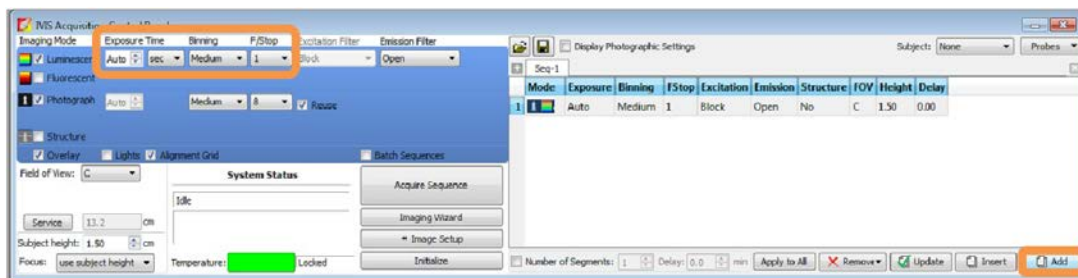 IVIS Acquisition Control Panel
Imaging Mode Exposure Time Binning F/Stop Excitation Filter Emission Filter
Luminescent Auto sec Medium 1 Block Open
Fluorescent
Photograph Auto Medium 8 Reuse
Structure
Overlay Lights Alignment Grid Batch Sequences
Field of View: C System Status Acquire Sequence
Idle
Service 13.2 cm Imaging Wizard
Subject height: 1.50 cm Image Setup
Focus: use subject height Temperature: Locked Initialize
Display Photographic Settings Subject: None Probes
Seq-1
Mode Exposure Binning FStop Excitation Emission Structure FOV Height Delay
1 Auto Medium 1 Block Open No C 1.50 0.00
Number of Segments: 1 Delay: 0.0 min Apply to All Remove Update Insert Add